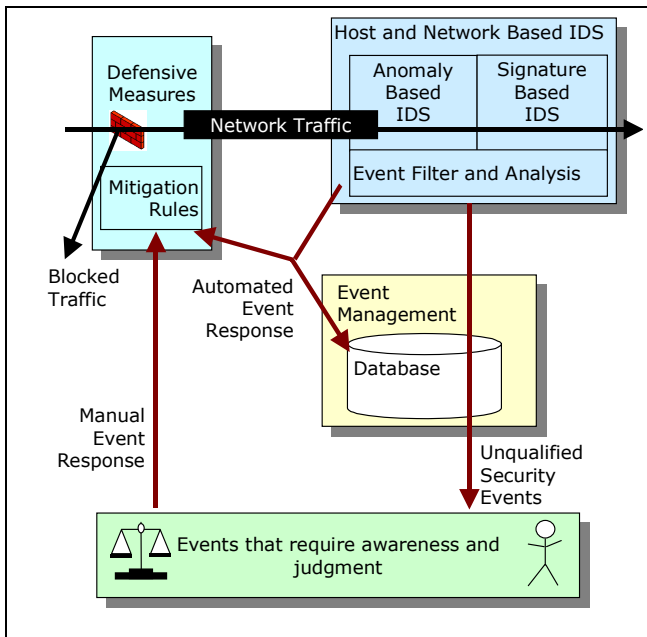 Host and Network Based IDS
Defensive
Measures
Anomaly
Based
IDS
Signature
Based
IDS
Network Traffic
Event Filter and Analysis
Mitigation
Rules
Blocked
Traffic
Automated
Event
Response
Event
Management
Database
Manual
Event
Response
Unqualified
Security
Events
Events that require awareness and
judgment